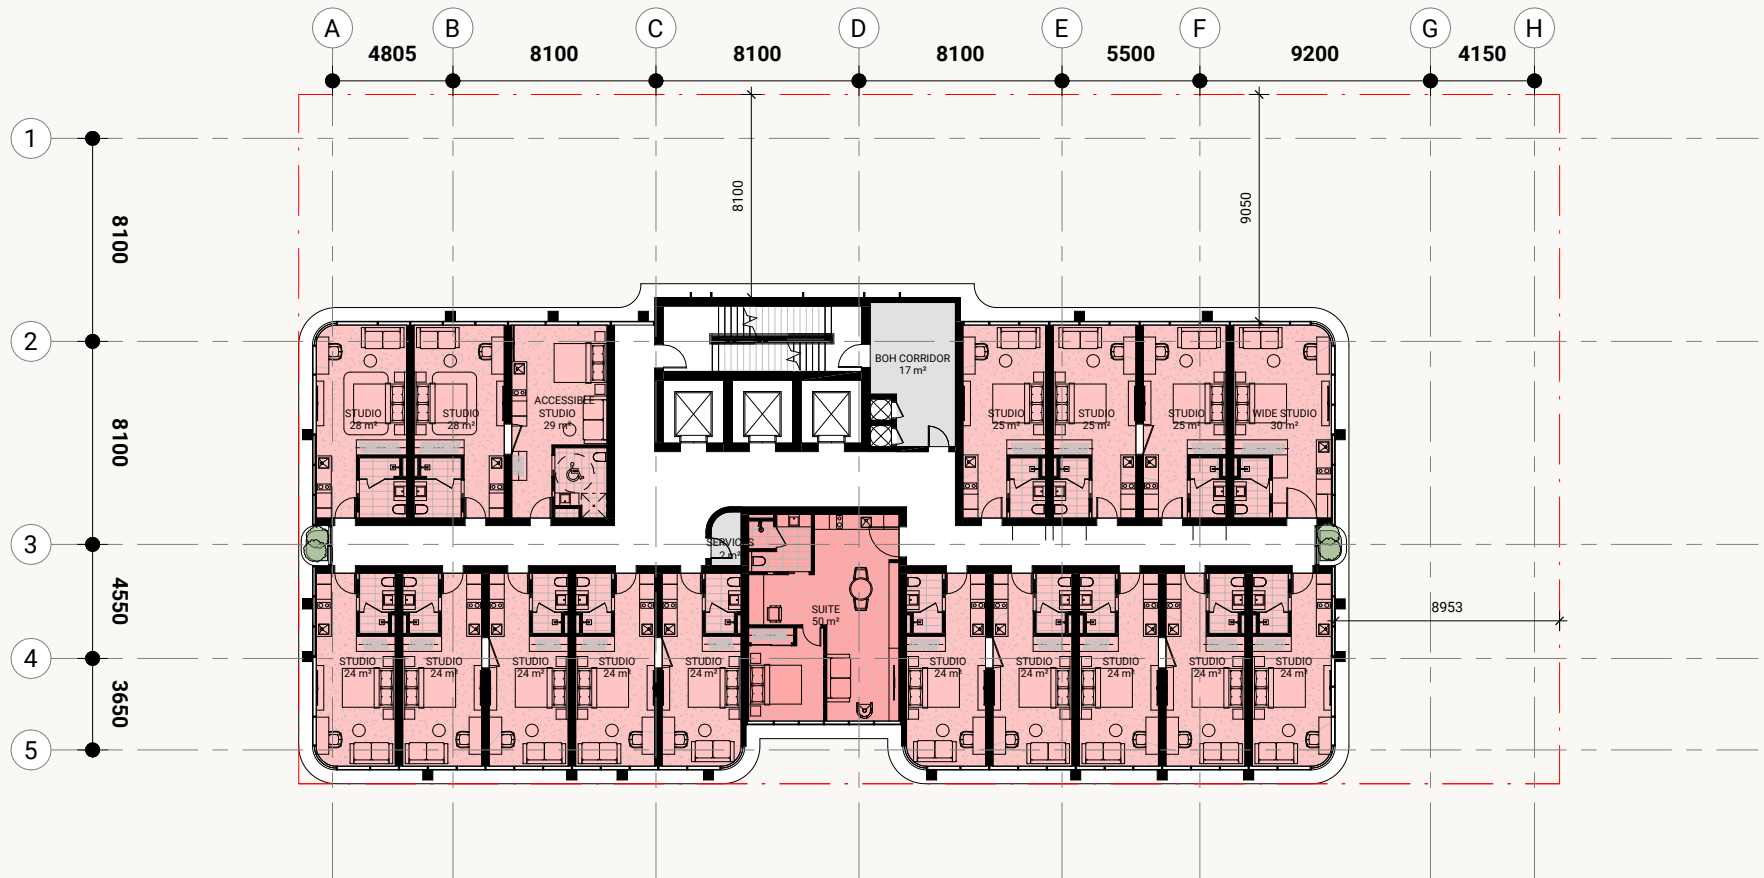 A B C D E F G H
4805 8100 8100 8100 5500 9200 4150
1
8100
9050
8100
2
BOH CORRIDOR
17 m²
ACCESSIBLE
STUDIO
29 m²
STUDIO
28 m²
STUDIO
28 m²
STUDIO
25 m²
STUDIO
25 m²
STUDIO
25 m²
WIDE STUDIO
30 m²
8100
3
SERVICES
2 m²
4550
SUITE
50 m²
8953
4
STUDIO
24 m²
STUDIO
24 m²
STUDIO
24 m²
STUDIO
24 m²
STUDIO
24 m²
STUDIO
24 m²
STUDIO
24 m²
STUDIO
24 m²
STUDIO
24 m²
STUDIO
24 m²
3650
5